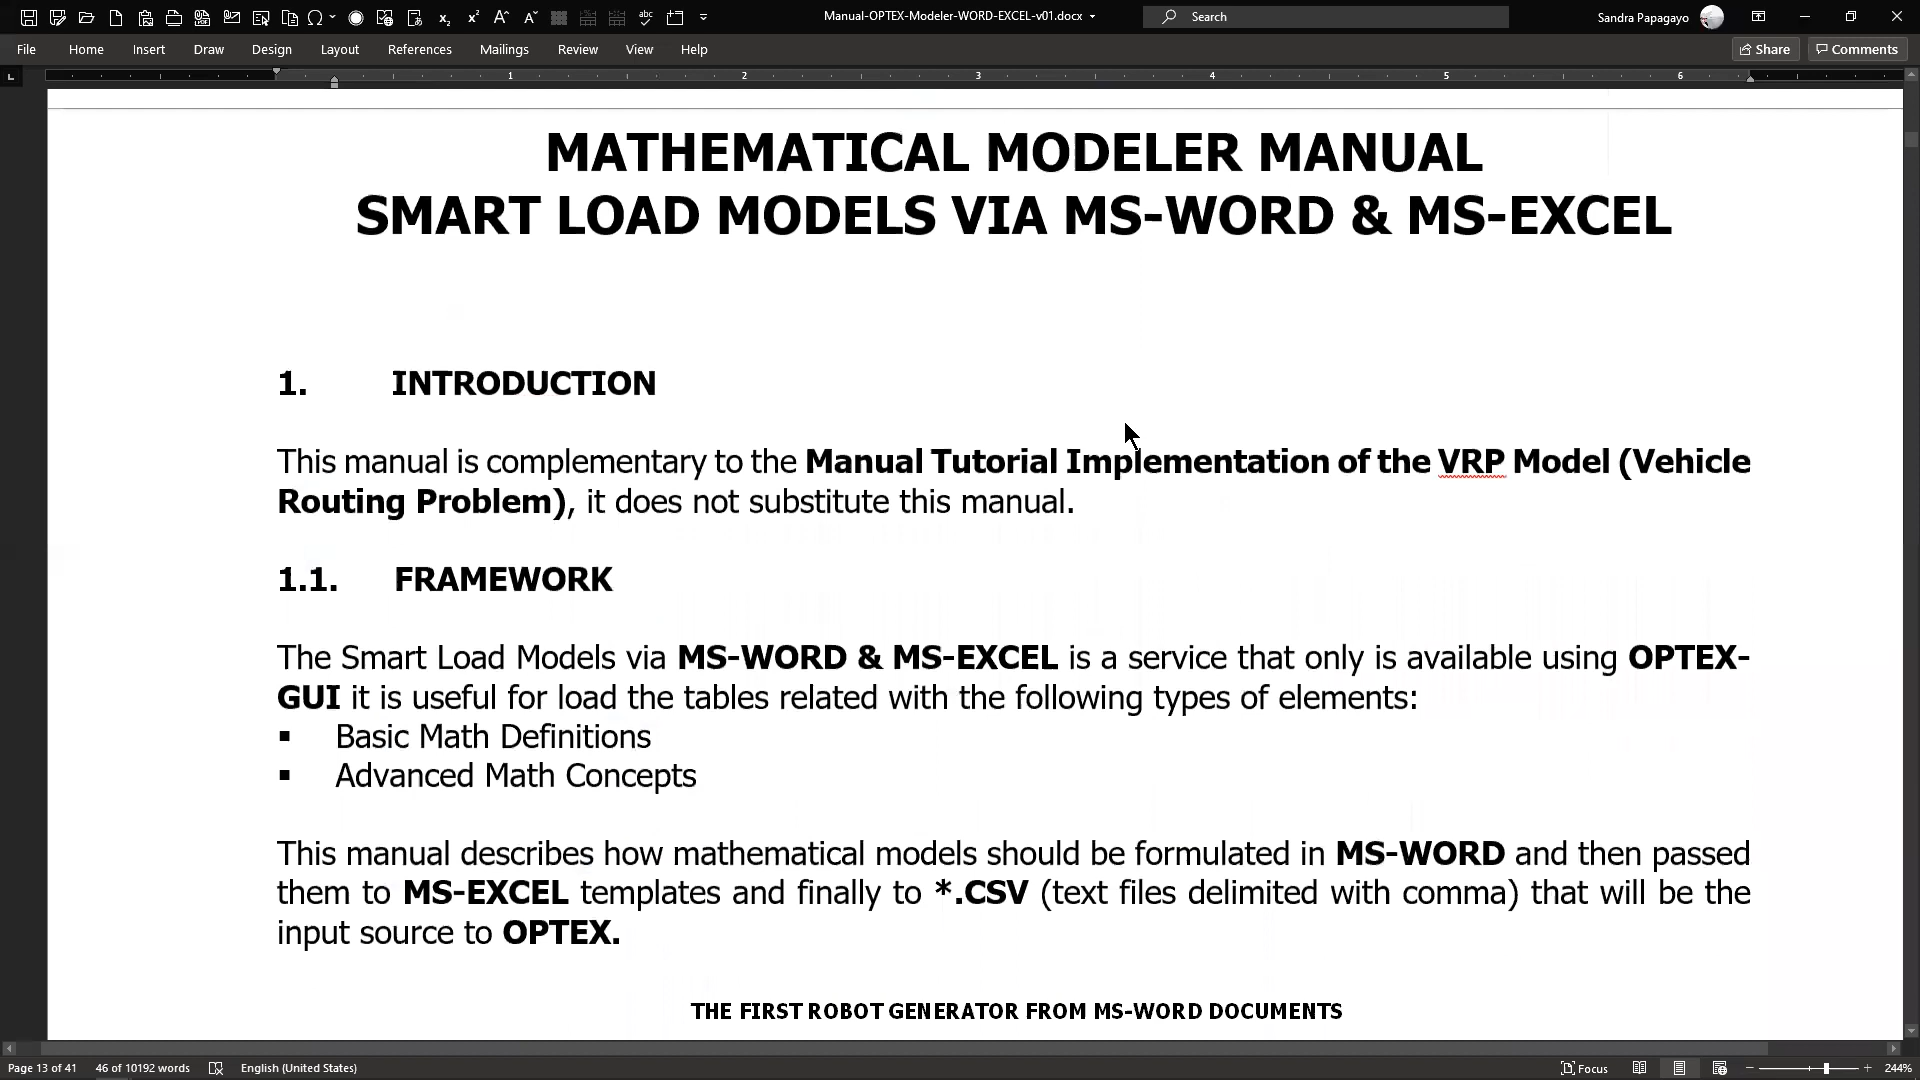 Manual-OPTEX-Modeler-WORD-EXCEL-v01.docx
Search
Sandra Papagayo
File Home Insert Draw Design Layout References Mailings Review View Help
Share
Comments
1 2 3 4 5 6
MATHEMATICAL MODELER MANUAL
SMART LOAD MODELS VIA MS-WORD & MS-EXCEL
1. INTRODUCTION
This manual is complementary to the Manual Tutorial Implementation of the VRP Model (Vehicle
Routing Problem), it does not substitute this manual.
1.1. FRAMEWORK
The Smart Load Models via MS-WORD & MS-EXCEL is a service that only is available using OPTEX-
GUI it is useful for load the tables related with the following types of elements:
▪ Basic Math Definitions
▪ Advanced Math Concepts
This manual describes how mathematical models should be formulated in MS-WORD and then passed
them to MS-EXCEL templates and finally to *.CSV (text files delimited with comma) that will be the
input source to OPTEX.
THE FIRST ROBOT GENERATOR FROM MS-WORD DOCUMENTS
Page 13 of 41 46 of 10192 words English (United States) Focus 244%